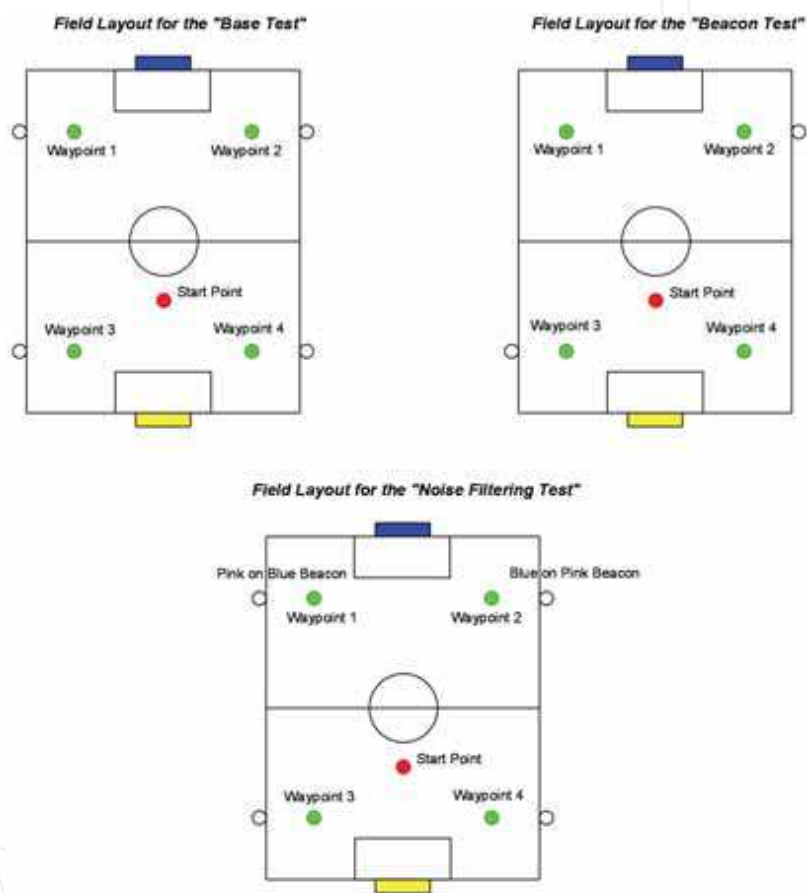 Field Layout for the "Base Test"
Field Layout for the "Beacon Test"
Waypoint 1
Waypoint 2
Start Point
Waypoint 3
Waypoint 4
Waypoint 1
Waypoint 2
Start Point
Waypoint 3
Waypoint 4
Field Layout for the "Noise Filtering Test"
Pink on Blue Beacon
Blue on Pink Beacon
Waypoint 1
Waypoint 2
Start Point
Waypoint 3
Waypoint 4